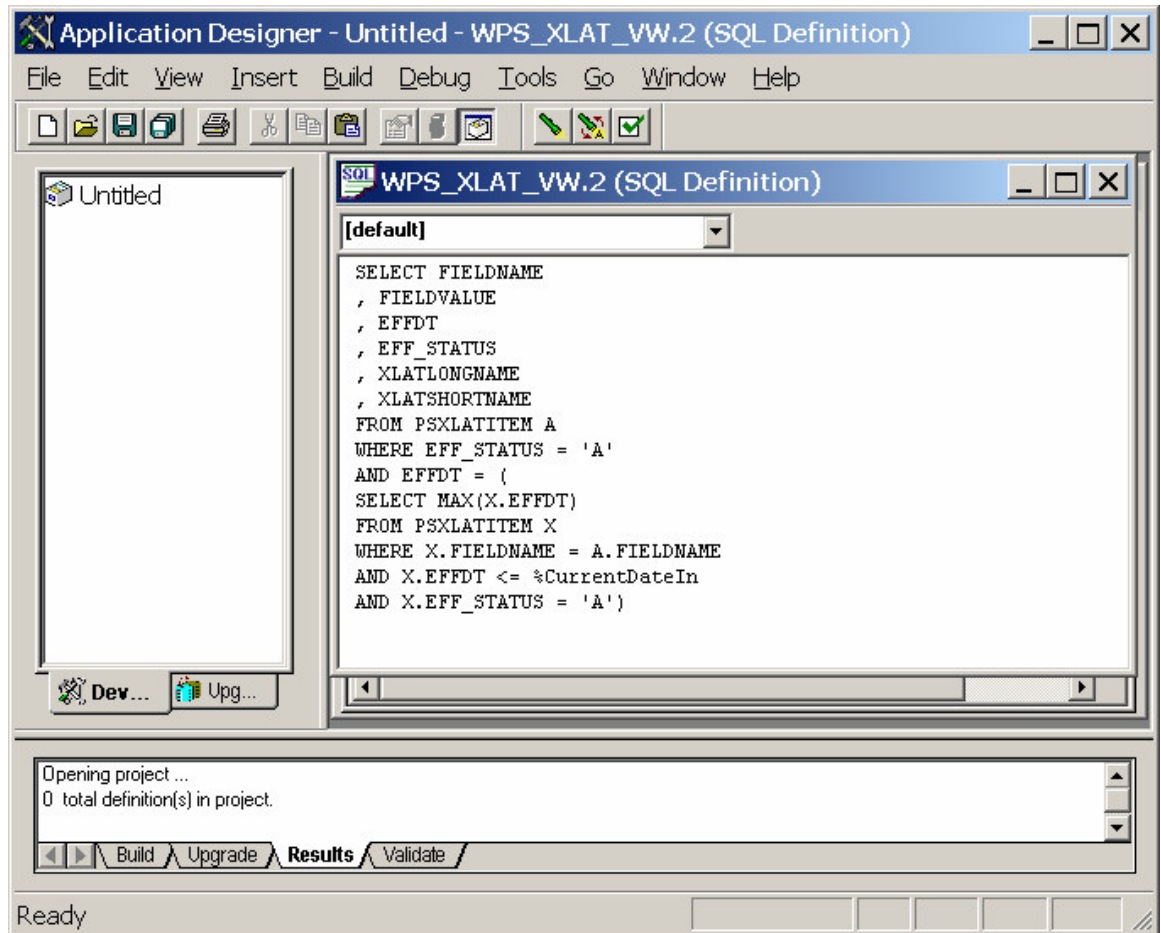 Application Designer - Untitled - WPS_XLAT_VW.2 (SQL Definition)
File Edit View Insert Build Debug Tools Go Window Help
Untitled
SQL WPS_XLAT_VW.2 (SQL Definition)
[default]
SELECT FIELDNAME
, FIELDVALUE
, EFFDT
, EFF_STATUS
, XLATLONGNAME
, XLATSHORTNAME
FROM PSXLATITEM A
WHERE EFF_STATUS = 'A'
AND EFFDT = (
SELECT MAX(X.EFFDT)
FROM PSXLATITEM X
WHERE X.FIELDNAME = A.FIELDNAME
AND X.EFFDT <= %CurrentDateIn
AND X.EFF_STATUS = 'A')
Dev... Upg...
Opening project ...
0 total definition(s) in project.
Build Upgrade Results Validate
Ready